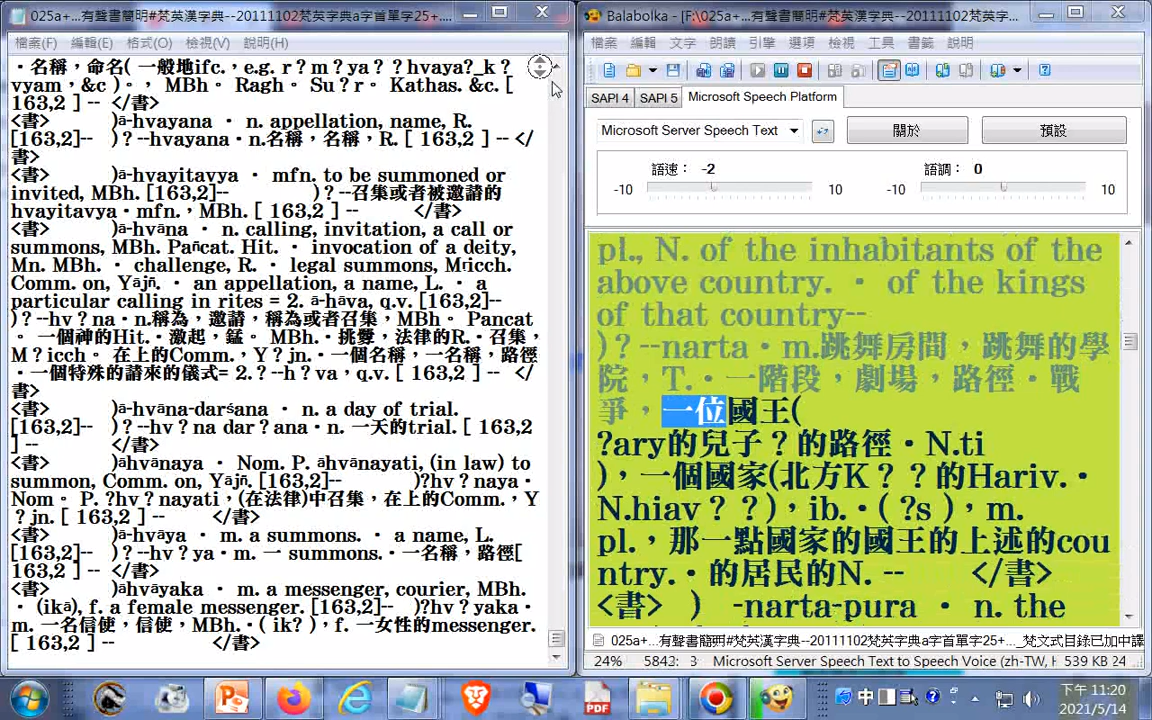 025a+...有聲書簡明#梵英漢字典--20111102梵英字典a字首單字25+...
檔案(F) 編輯(E) 格式(O) 檢視(V) 說明(H)
・名稱，命名( 一般地ifc.，e.g. r？m？ya？？hvaya?_k？
vyam，&c )。， MBh。Ragh。Su？r。Kathas. &c. [
163,2] -- </書>
<書> )ā-hvayana ・ n. appellation, name, R.
[163,2]-- )？--hvayana・n.名稱，名稱，R. [ 163,2 ] -- </
書>
<書> )ā-hvayitavya ・ mfn. to be summoned or
invited, MBh. [163,2]-- )？--召集或者被邀請的
hvayitavya・mfn.，MBh. [ 163,2 ] -- </書>
<書> )ā-hvāna ・ n. calling, invitation, a call or
summons, MBh. Pañcat. Hit. ・ invocation of a deity,
Mn. MBh. ・ challenge, R. ・ legal summons, Mṛicch.
Comm. on, Yājñ. ・ an appellation, a name, L. ・ a
particular calling in rites = 2. ā-hāva, q.v. [163,2]--
)？--hv？na・n.稱為，邀請，稱為或者召集，MBh。Pancat
。一個神的Hit.・激起，錳。 MBh.・挑釁，法律的R.・召集，
M？icch。 在上的Comm.，Y？jn.・一個名稱，一名稱，路徑
・一個特殊的請來的儀式= 2.？--h？va，q.v. [ 163,2 ] -- </
書>
<書> )ā-hvāna-darśana ・ n. a day of trial.
[163,2]-- )？--hv？na dar？ana・n. 一天的trial. [ 163,2
] -- </書>
<書> )āhvānaya ・ Nom. P. āhvānayati, (in law) to
summon, Comm. on, Yājñ. [163,2]-- )?hv？naya・
Nom。P. ?hv？nayati，(在法律)中召集，在上的Comm.，Y
？jn. [ 163,2 ] -- </書>
<書> )ā-hvāya ・ m. a summons. ・ a name, L.
[163,2]-- )？--hv？ya・m. 一 summons.・一名稱，路徑[
163,2 ] -- </書>
<書> )āhvāyaka ・ m. a messenger, courier, MBh.
・ (ikā), f. a female messenger. [163,2]-- )?hv？yaka・
m. 一名信使，信使，MBh.・( ik? )，f. 一女性的messenger.
[ 163,2 ] -- </書>
Balabolka - [F:\025a+...有聲書簡明#梵英漢字典--20111102梵英字...
檔案 編輯 文字 朗讀 引擎 選項 檢視 工具 書籤 說明
SAPI 4 SAPI 5 Microsoft Speech Platform
Microsoft Server Speech Text 關於 預設
語速： -2 語調： 0
-10 10 -10 10
pl., N. of the inhabitants of the
above country. ・ of the kings
of that country--
)？--narta・m.跳舞房間，跳舞的學
院，T.・一階段，劇場，路徑・戰
爭，一位國王(
?ary的兒子？的路徑・N.ti
)，一個國家(北方K？？的Hariv.・
N.hiav？？)，ib.・( ?s )，m.
pl.，那一點國家的國王的上述的cou
ntry.・的居民的N. -- </書>
<書> ) -narta-pura ・ n. the
025a+...有聲書簡明#梵英漢字典--20111102梵英字典a字首單字25+..._梵文式目錄已加中譯
24% 5842: 3 Microsoft Server Speech Text to Speech Voice (zh-TW, H 539 KB 24
中
下午 11:20
2021/5/14